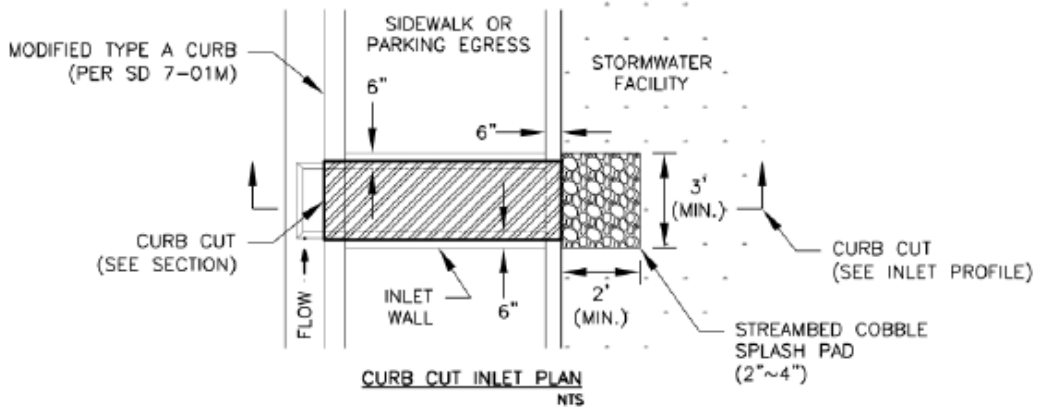 SIDEWALK OR
PARKING EGRESS
MODIFIED TYPE A CURB
(PER SD 7-01M)
STORMWATER
FACILITY
6"
6"
3'
(MIN.)
CURB CUT
(SEE SECTION)
CURB CUT
(SEE INLET PROFILE)
FLOW
INLET
WALL
6"
2'
(MIN.)
STREAMBED COBBLE
SPLASH PAD
(2"~4")
CURB CUT INLET PLAN
NTS